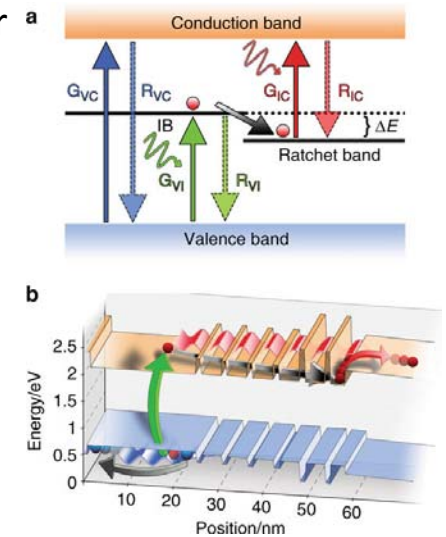 r
a
Conduction band
G_VC R_VC G_IC R_IC
IB
} ΔE
Ratchet band
G_VI R_VI
Valence band
b
Energy/eV
2.5
2
1.5
1
0.5
0
10 20 30 40 50 60
Position/nm